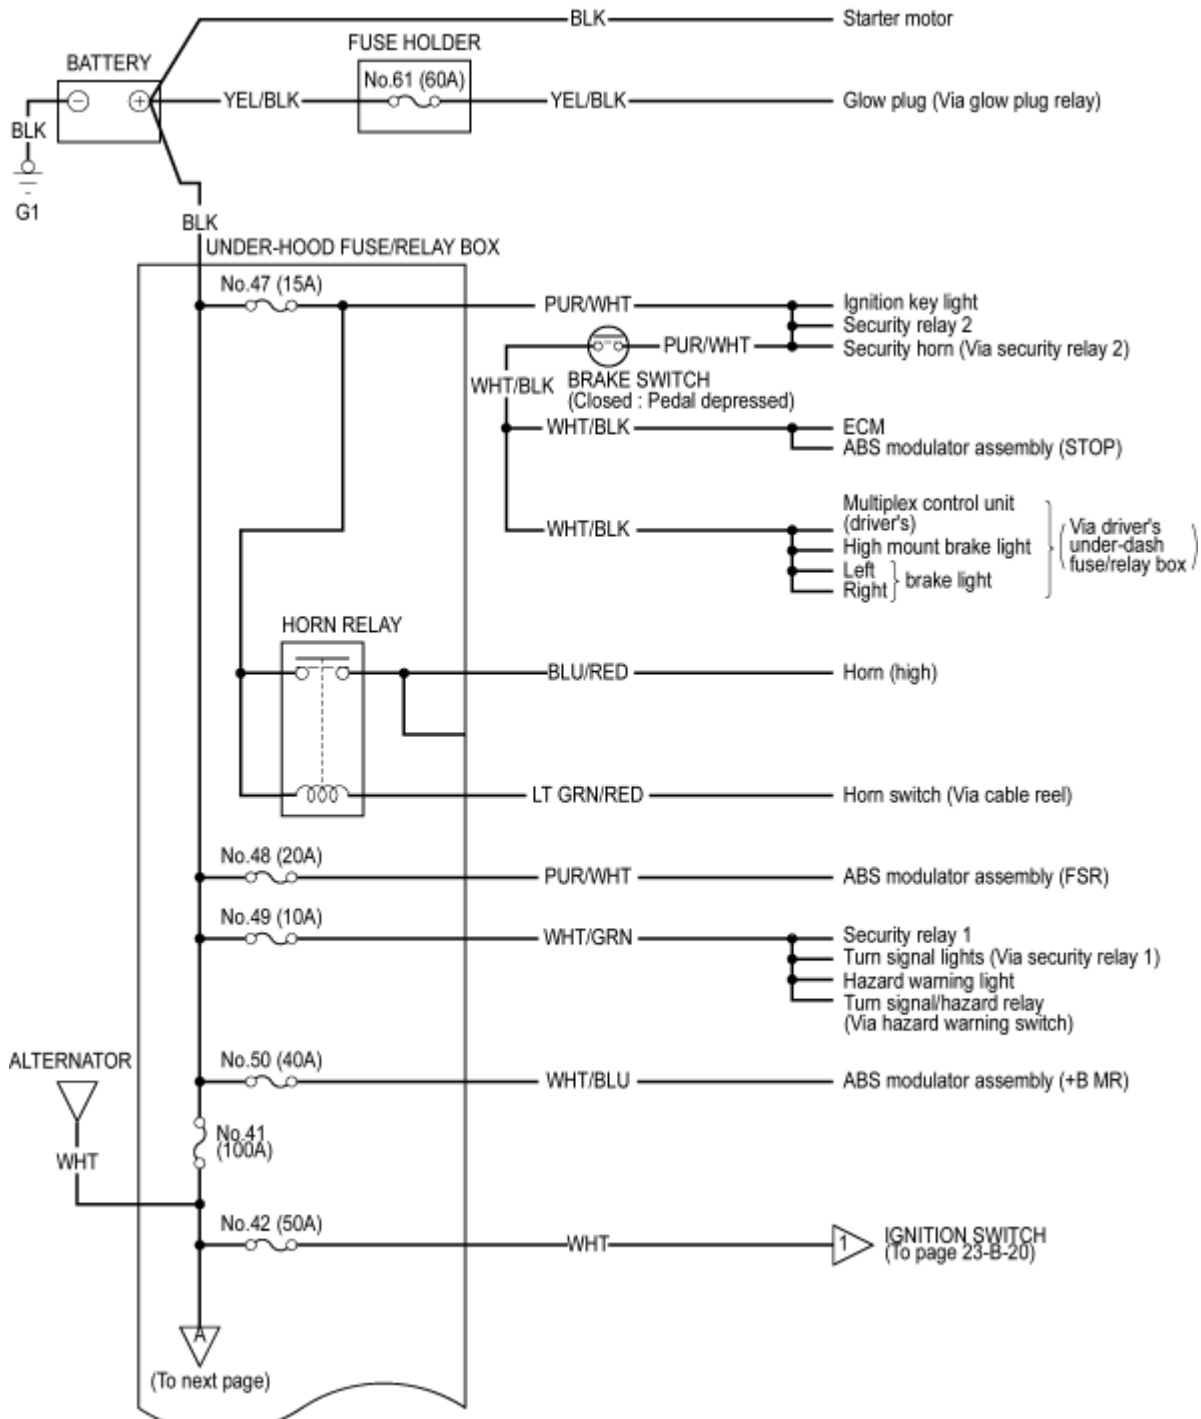 BLK
Starter motor
FUSE HOLDER
BATTERY
No.61 (60A)
YEL/BLK
YEL/BLK
Glow plug (Via glow plug relay)
BLK
G1
BLK
UNDER-HOOD FUSE/RELAY BOX
No.47 (15A)
PUR/WHT
Ignition key light
Security relay 2
PUR/WHT
Security horn (Via security relay 2)
WHT/BLK
BRAKE SWITCH
(Closed : Pedal depressed)
WHT/BLK
ECM
ABS modulator assembly (STOP)
WHT/BLK
Multiplex control unit
(driver's)
High mount brake light
Left
Right
brake light
(Via driver's
under-dash
fuse/relay box)
HORN RELAY
BLU/RED
Horn (high)
LT GRN/RED
Horn switch (Via cable reel)
No.48 (20A)
PUR/WHT
ABS modulator assembly (FSR)
No.49 (10A)
WHT/GRN
Security relay 1
Turn signal lights (Via security relay 1)
Hazard warning light
Turn signal/hazard relay
(Via hazard warning switch)
ALTERNATOR
No.50 (40A)
WHT/BLU
ABS modulator assembly (+B MR)
No.41
(100A)
WHT
No.42 (50A)
WHT
1
IGNITION SWITCH
(To page 23-B-20)
A
(To next page)